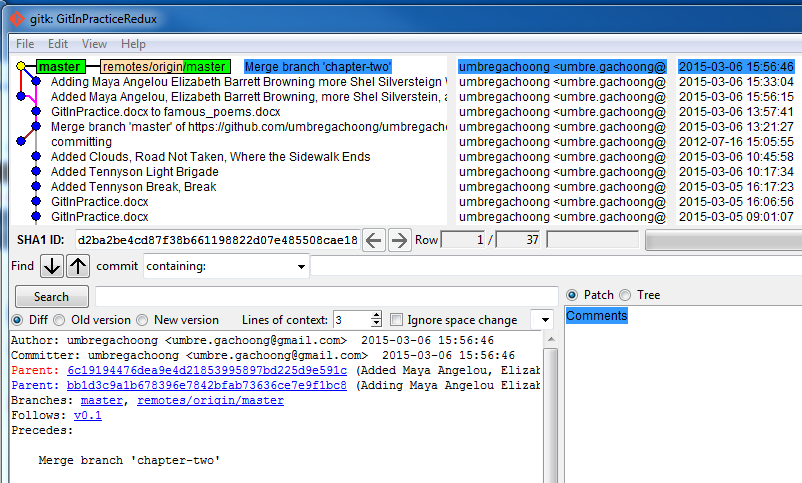 gitk: GitInPracticeRedux
File Edit View Help
master remotes/origin/master Merge branch 'chapter-two' umbregachoong <umbre.gachoong@ 2015-03-06 15:56:46
Adding Maya Angelou Elizabeth Barrett Browning more Shel Silversteign umbregachoong <umbre.gachoong@ 2015-03-06 15:33:04
Added Maya Angelou, Elizabeth Barrett Browning, more Shel Silverstein, umbregachoong <umbre.gachoong@ 2015-03-06 15:56:15
GitInPractice.docx to famous_poems.docx umbregachoong <umbre.gachoong@ 2015-03-06 13:57:41
Merge branch 'master' of https://github.com/umbregachoong/umbregacho umbregachoong <umbre.gachoong@ 2015-03-06 13:21:27
committing umbregachoong <umbre.gachoong@ 2012-07-16 15:05:55
Added Clouds, Road Not Taken, Where the Sidewalk Ends umbregachoong <umbre.gachoong@ 2015-03-06 10:45:58
Added Tennyson Light Brigade umbregachoong <umbre.gachoong@ 2015-03-06 10:17:34
Added Tennyson Break, Break umbregachoong <umbre.gachoong@ 2015-03-05 16:17:23
GitInPractice.docx umbregachoong <umbre.gachoong@ 2015-03-05 16:06:56
GitInPractice.docx umbregachoong <umbre.gachoong@ 2015-03-05 09:01:07
SHA1 ID: d2ba2be4cd87f38b661198822d07e485508cae18 Row 1 / 37
Find commit containing:
Search
Patch Tree
Diff Old version New version Lines of context: 3 Ignore space change
Comments
Author: umbregachoong <umbre.gachoong@gmail.com> 2015-03-06 15:56:46
Committer: umbregachoong <umbre.gachoong@gmail.com> 2015-03-06 15:56:46
Parent: 6c19194476dea9e4d21853995897bd225d9e591c (Added Maya Angelou, Elizab
Parent: bb1d3c9a1b678396e7842bfab73636ce7e9f1bc8 (Adding Maya Angelou Elizab
Branches: master, remotes/origin/master
Follows: v0.1
Precedes:
Merge branch 'chapter-two'